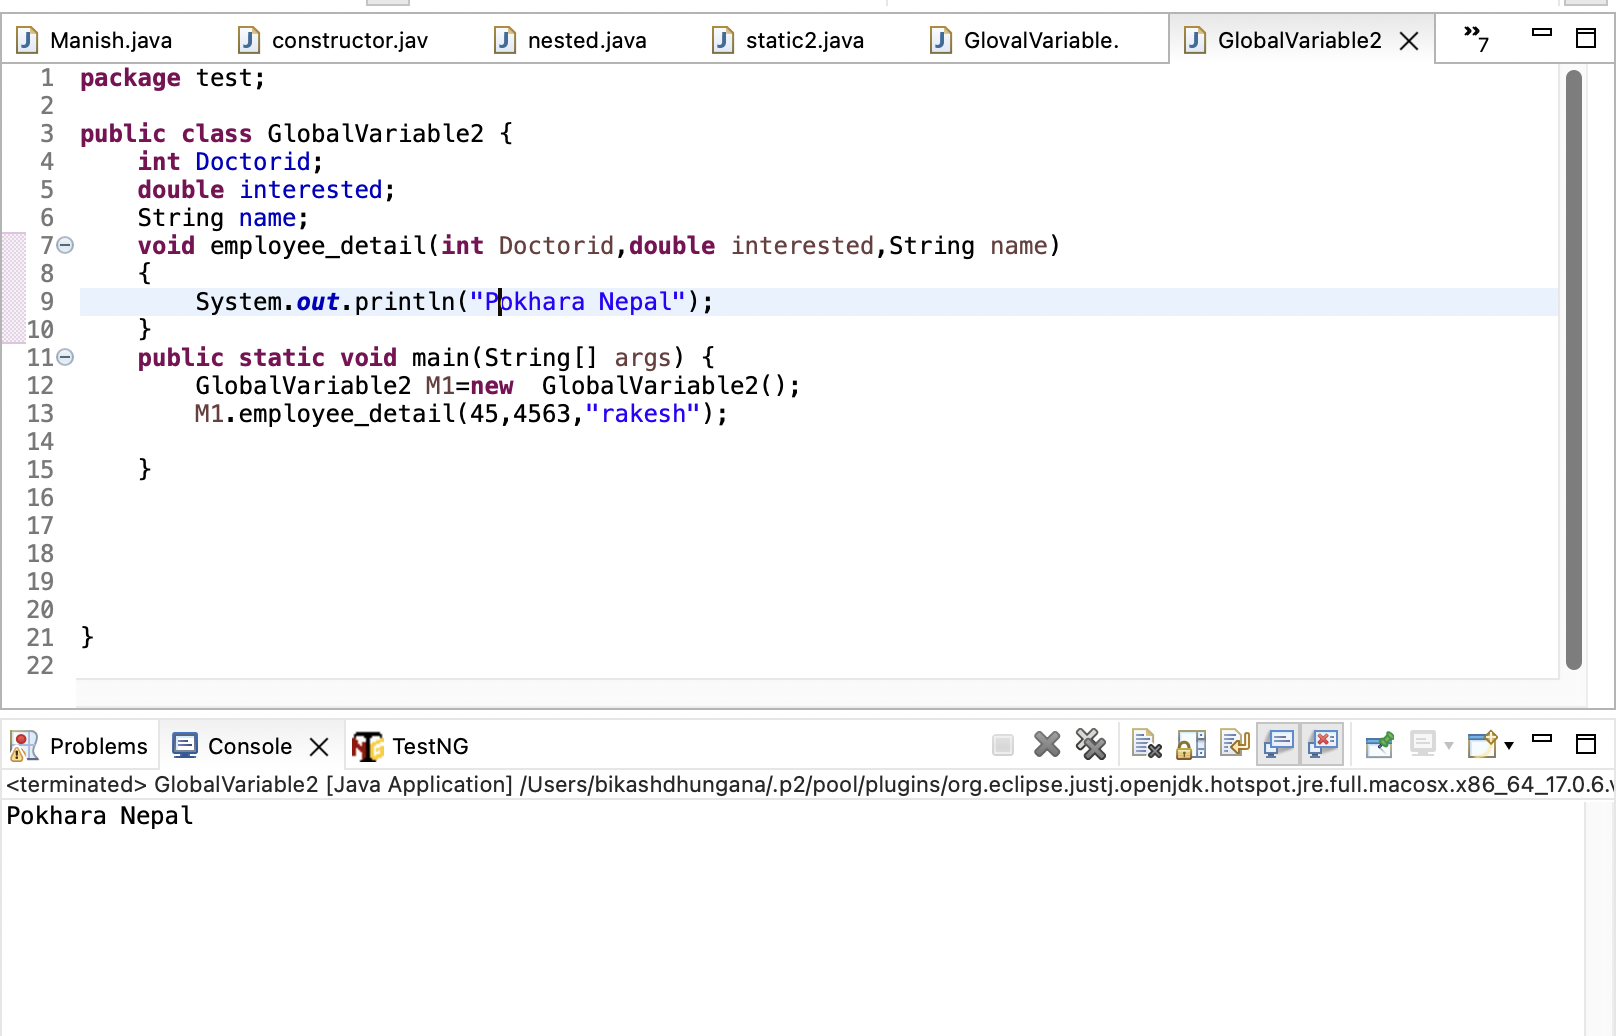 Manish.java constructor.jav nested.java static2.java GlovalVariable. GlobalVariable2 »7
1 package test;
2
3 public class GlobalVariable2 {
4     int Doctorid;
5     double interested;
6     String name;
7     void employee_detail(int Doctorid,double interested,String name)
8     {
9         System.out.println("Pokhara Nepal");
10     }
11     public static void main(String[] args) {
12         GlobalVariable2 M1=new  GlobalVariable2();
13         M1.employee_detail(45,4563,"rakesh");
14
15     }
16
17
18
19
20
21 }
22
Problems Console TestNG
<terminated> GlobalVariable2 [Java Application] /Users/bikashdhungana/.p2/pool/plugins/org.eclipse.justj.openjdk.hotspot.jre.full.macosx.x86_64_17.0.6.v
Pokhara Nepal